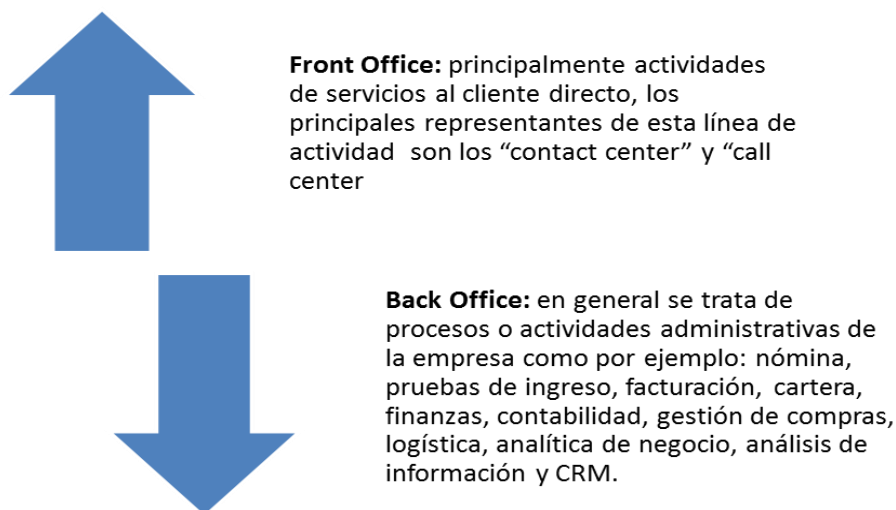 Front Office: principalmente actividades
de servicios al cliente directo, los
principales representantes de esta línea de
actividad  son los “contact center” y “call
center
Back Office: en general se trata de
procesos o actividades administrativas de
la empresa como por ejemplo: nómina,
pruebas de ingreso, facturación, cartera,
finanzas, contabilidad, gestión de compras,
logística, analítica de negocio, análisis de
información y CRM.